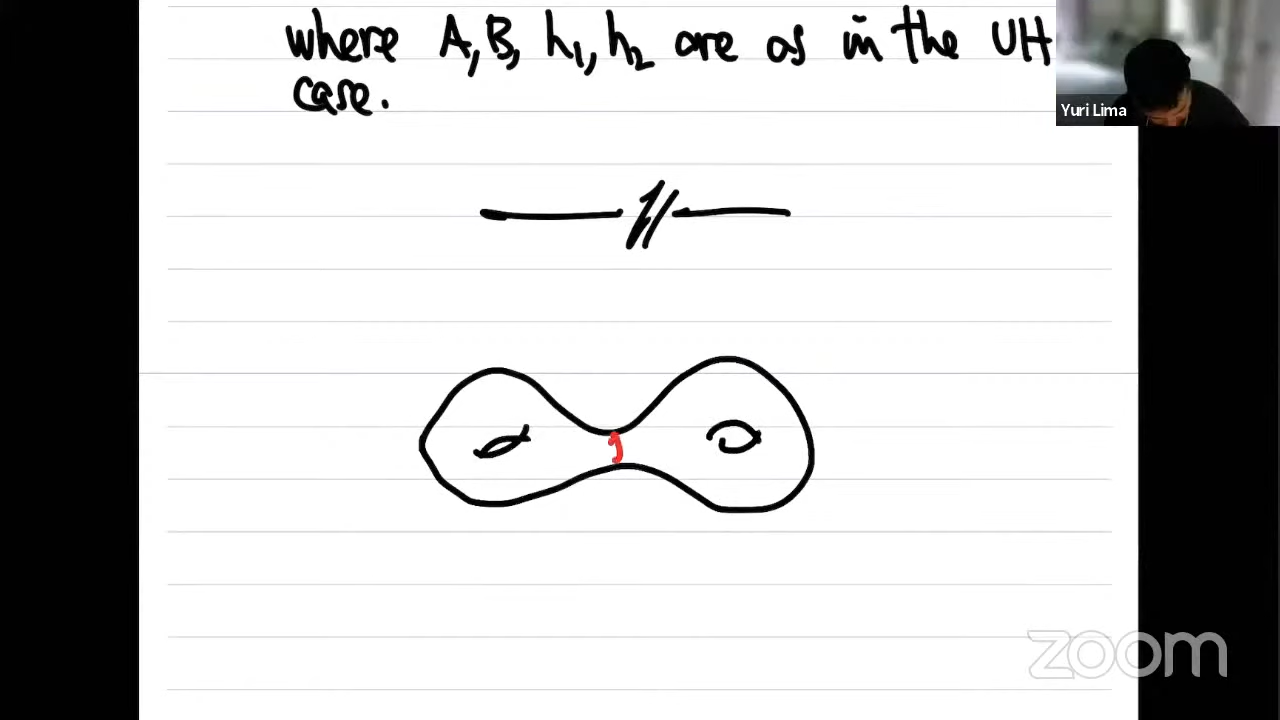 where A, B, h₁, h₂ are as in the UH
case.
Yuri Lima
zoom